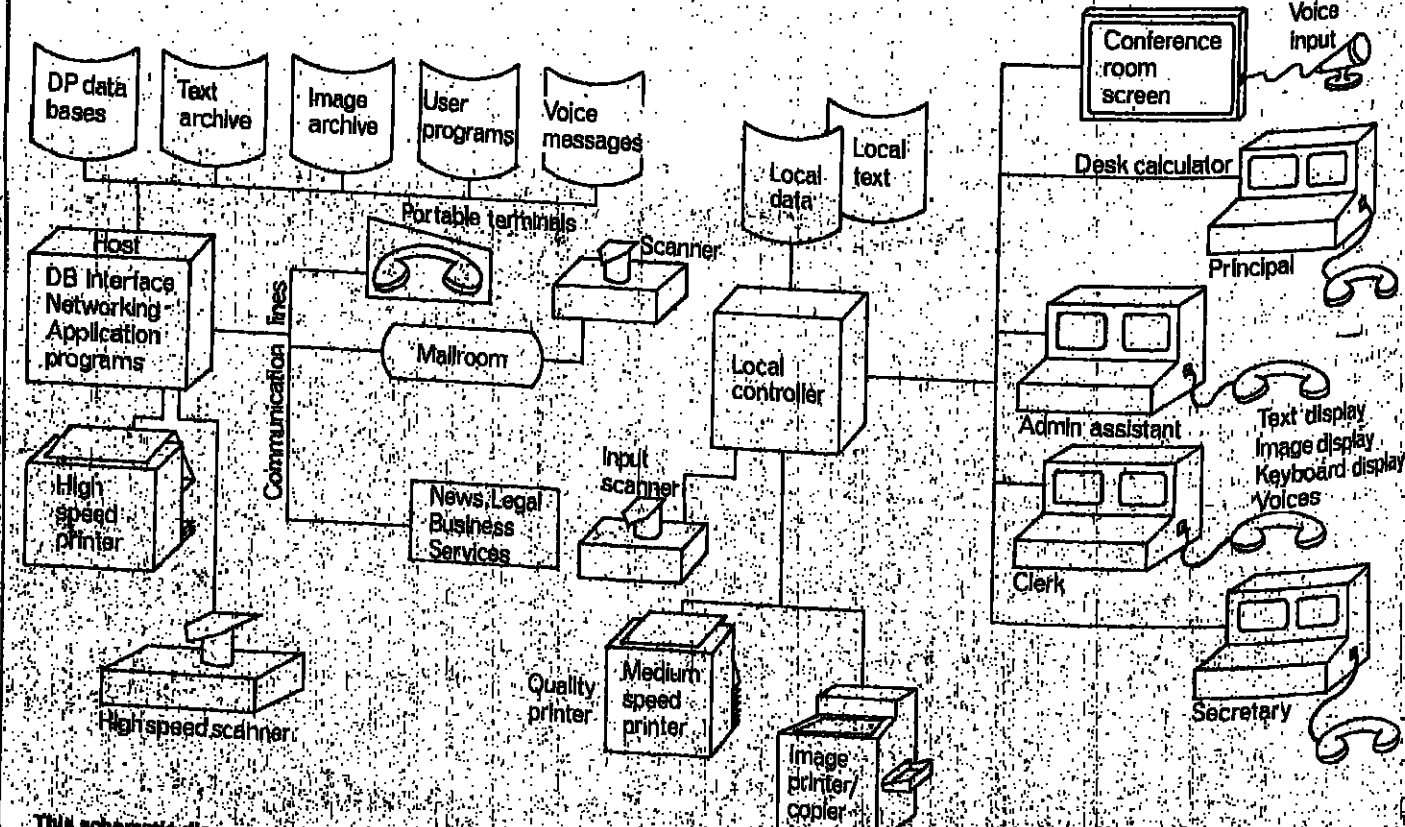 DP data
bases
Text
archive
Image
archive
User
programs
Voice
messages
Local
data
Local
text
Conference
room
screen
Voice
input
Desk calculator
Principal
Portable terminals
Scanner
Host
DB Interface
Networking
Application
programs
Communication lines
Mailroom
Local
controller
Admin assistant
Text display
Image display
Keyboard display
Voices
High
speed
printer
News, Legal
Business
Services
Input
scanner
Clerk
High speed scanner
Quality
printer
Medium
speed
printer
Image
printer/
copier
Secretary
This schematic